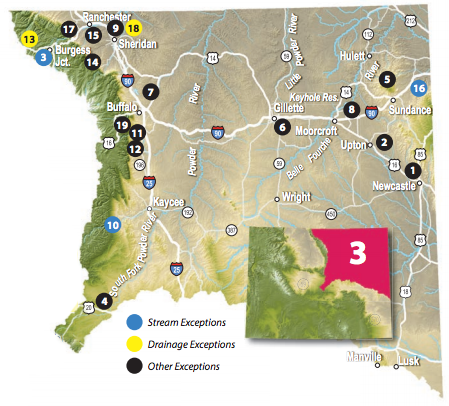 Ranchester
17
9
18
212
13
15
Sheridan
112
Burgess
Jct.
3
14
14
59
Powder River
Little
Hulett
River
5
90
16
7
River
Keyhole Res.
14
Buffalo
Gillette
8
90
Sundance
19
11
90
6
Moorcroft
16
12
Belle Fourche
Upton
2
85
196
Powder
59
16
1
25
Newcastle
Kaycee
Wright
192
450
10
387
South Fork Powder River
85
3
25
4
20
18
Stream Exceptions
Drainage Exceptions
Other Exceptions
Manville
Lusk